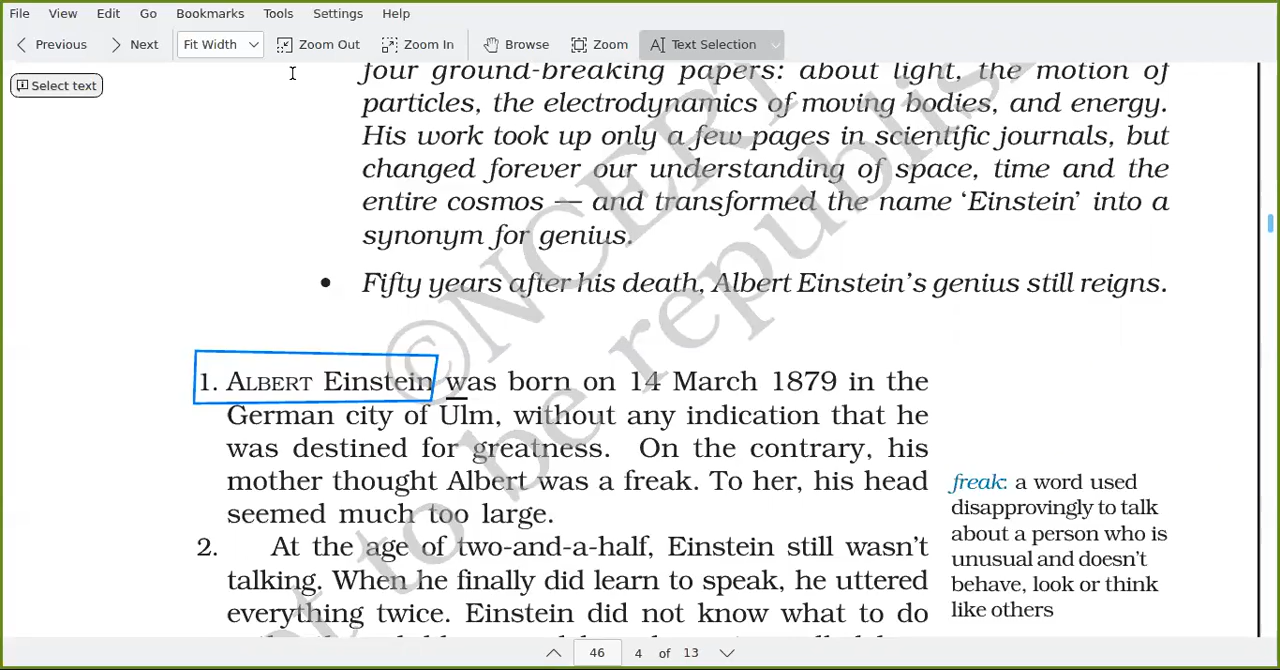 File View Edit Go Bookmarks Tools Settings Help
Previous Next Fit Width Zoom Out Zoom In Browse Zoom Text Selection
Select text
four ground-breaking papers: about light, the motion of
particles, the electrodynamics of moving bodies, and energy.
His work took up only a few pages in scientific journals, but
changed forever our understanding of space, time and the
entire cosmos — and transformed the name ‘Einstein’ into a
synonym for genius.
• Fifty years after his death, Albert Einstein’s genius still reigns.
1. ALBERT Einstein was born on 14 March 1879 in the
German city of Ulm, without any indication that he
was destined for greatness. On the contrary, his
mother thought Albert was a freak. To her, his head
seemed much too large.
freak: a word used
disapprovingly to talk
about a person who is
unusual and doesn’t
behave, look or think
like others
2. At the age of two-and-a-half, Einstein still wasn’t
talking. When he finally did learn to speak, he uttered
everything twice. Einstein did not know what to do
©NCERT
to be republis
46 4 of 13